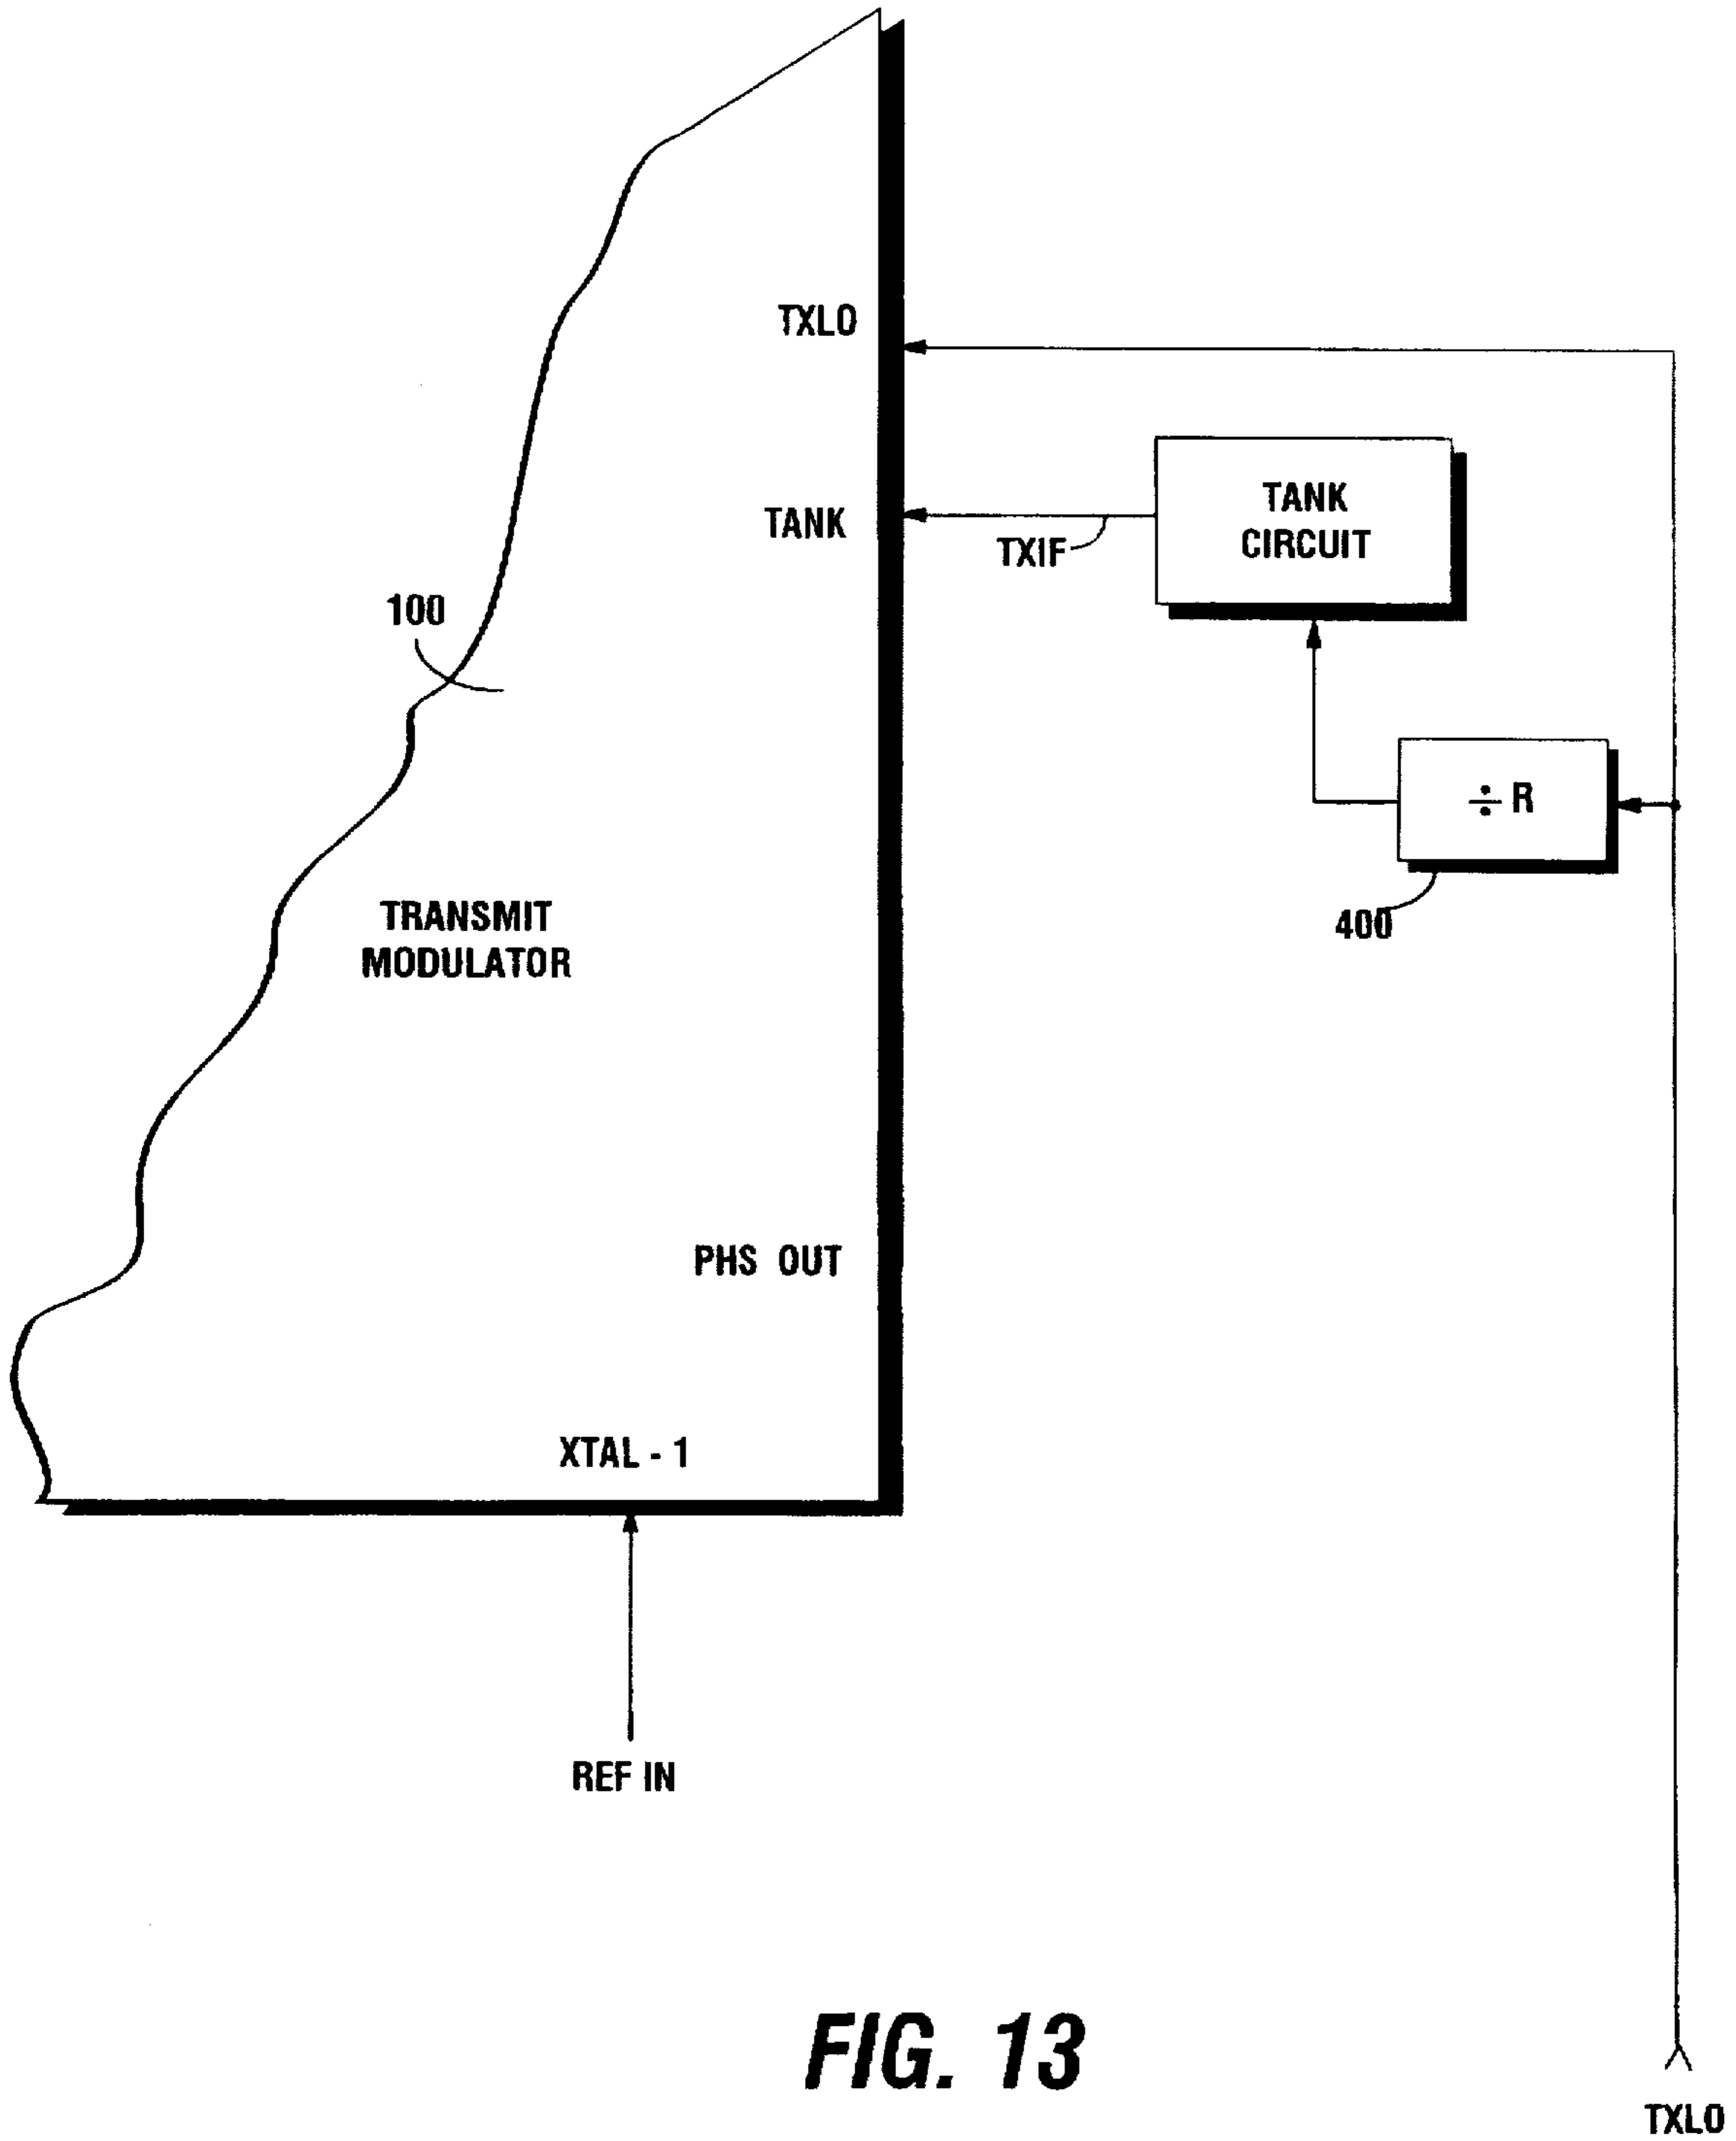 TXLO
TANK
CIRCUIT
TANK
TXIF
100
÷ R
400
TRANSMIT
MODULATOR
PHS OUT
XTAL - 1
REF IN
FIG. 13
TXLO